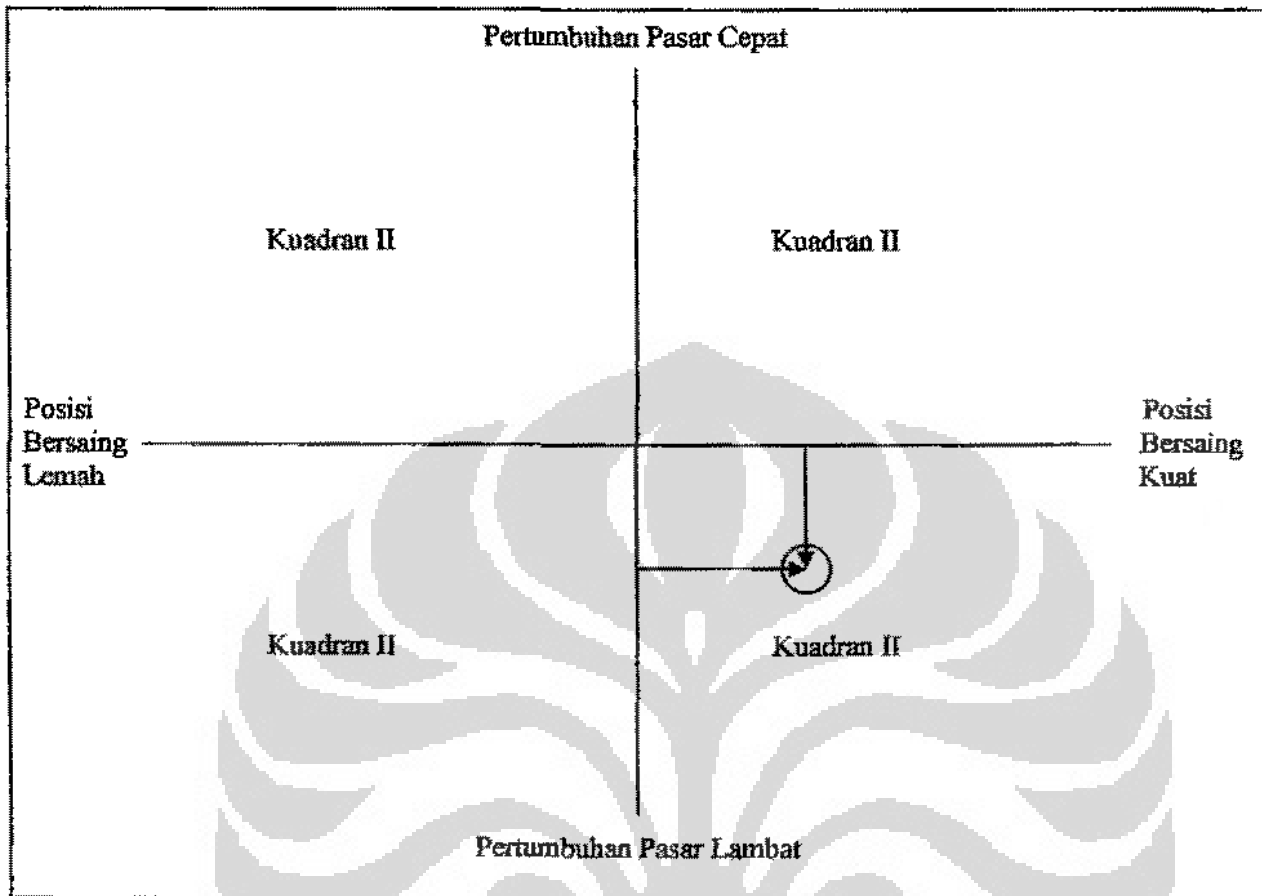 Pertumbuhan Pasar Cepat
Kuadran II
Kuadran II
Posisi
Bersaing
Lemah
Posisi
Bersaing
Kuat
Kuadran II
Kuadran II
Pertumbuhan Pasar Lambat